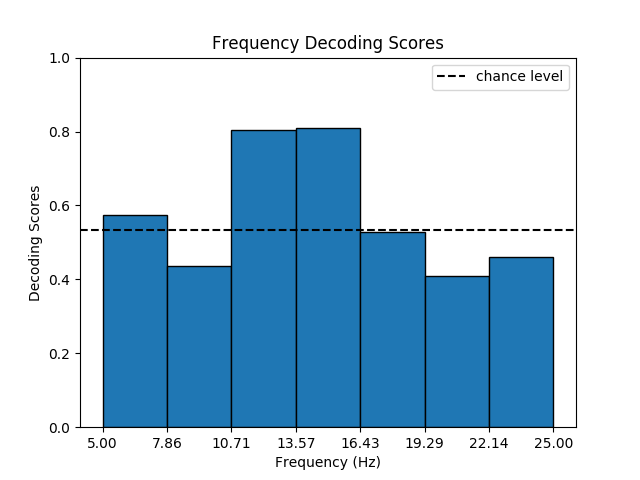 Frequency Decoding Scores
1.0
chance level
0.8
0.6
0.4
0.2
0.0
Decoding Scores
5.00 7.86 10.71 13.57 16.43 19.29 22.14 25.00
Frequency (Hz)